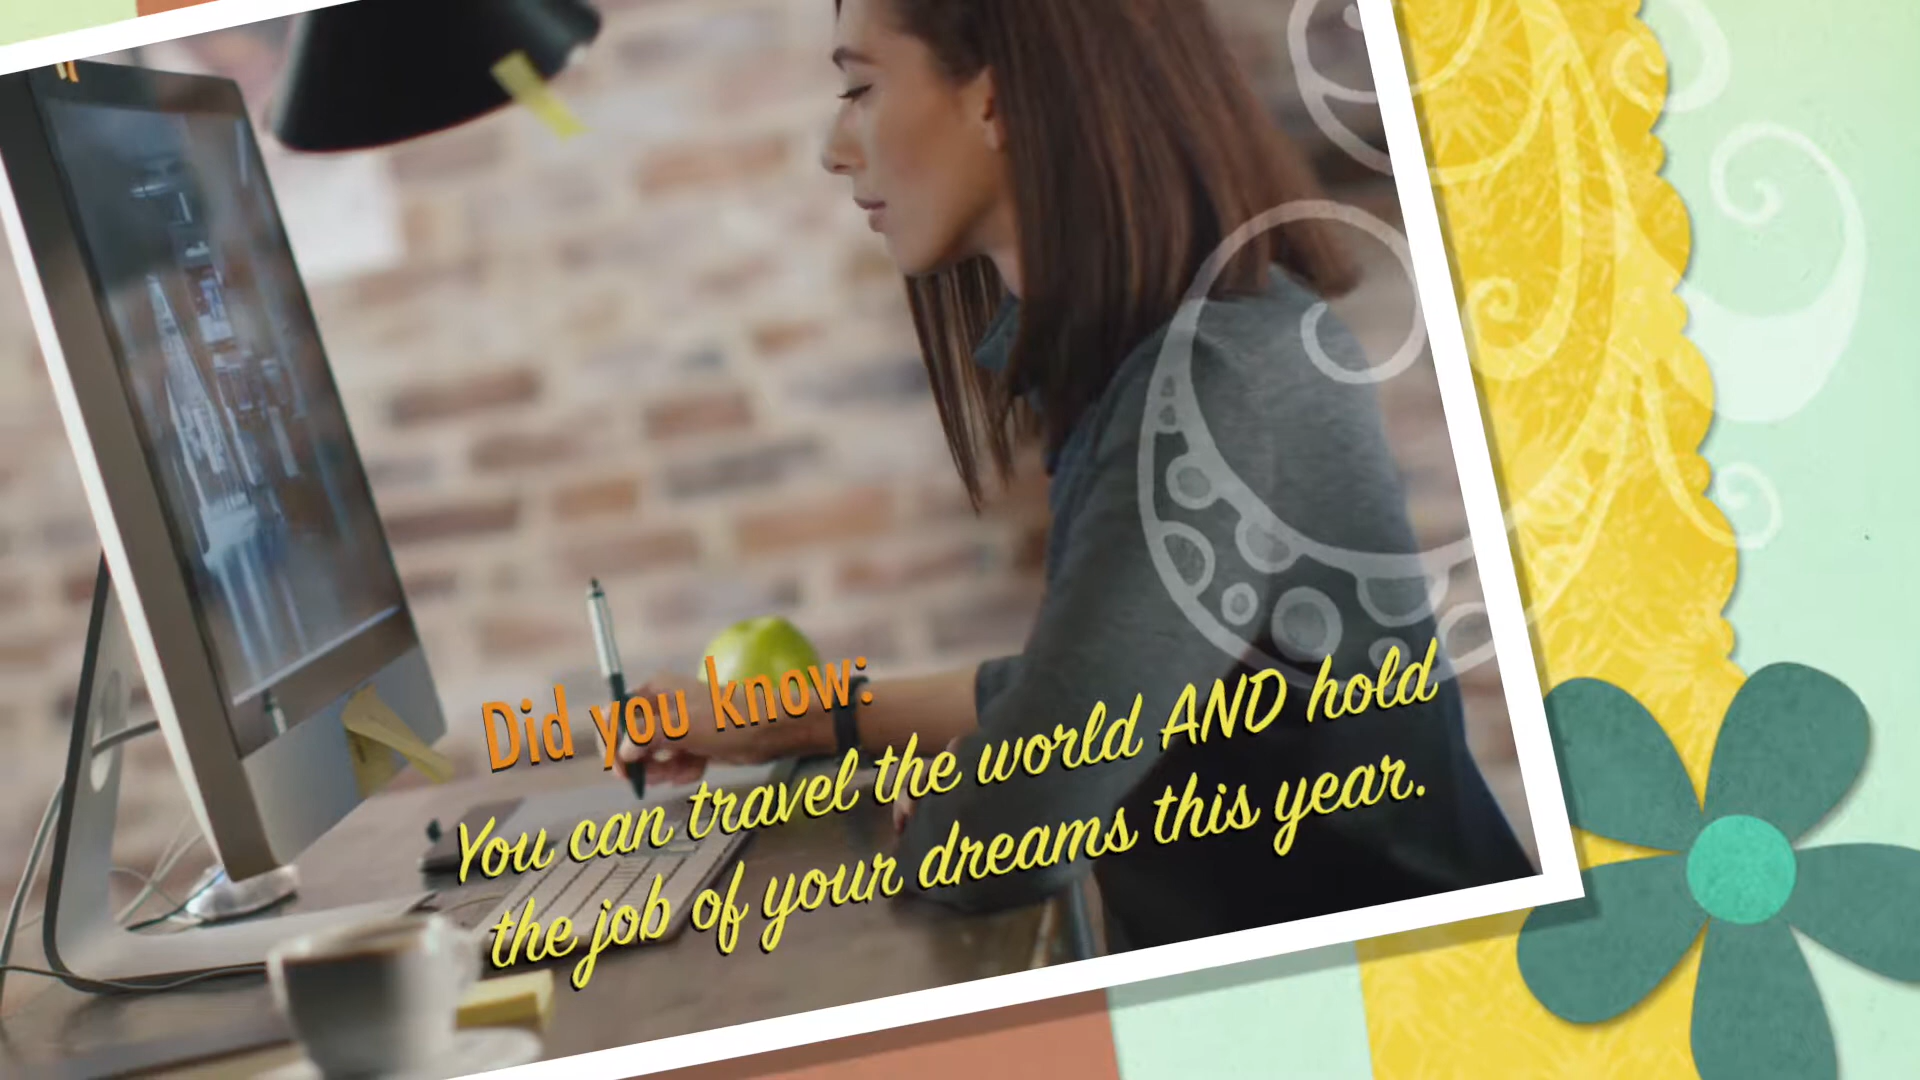 Did you know:
You can travel the world AND hold
the job of your dreams this year.